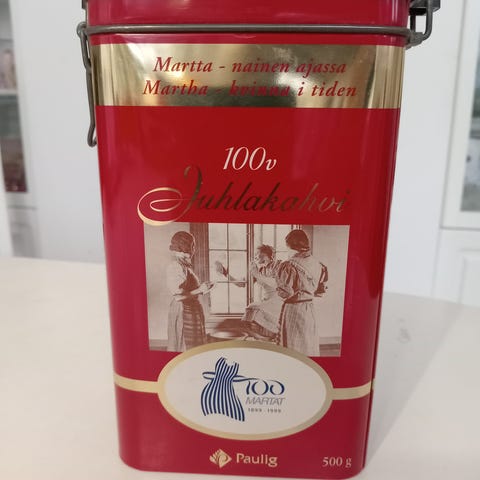 Martta - nainen ajassa
Martha - kvinna i tiden
100v
Juhlakahvi
100
MARTAT
1899 - 1999
Paulig
500 g